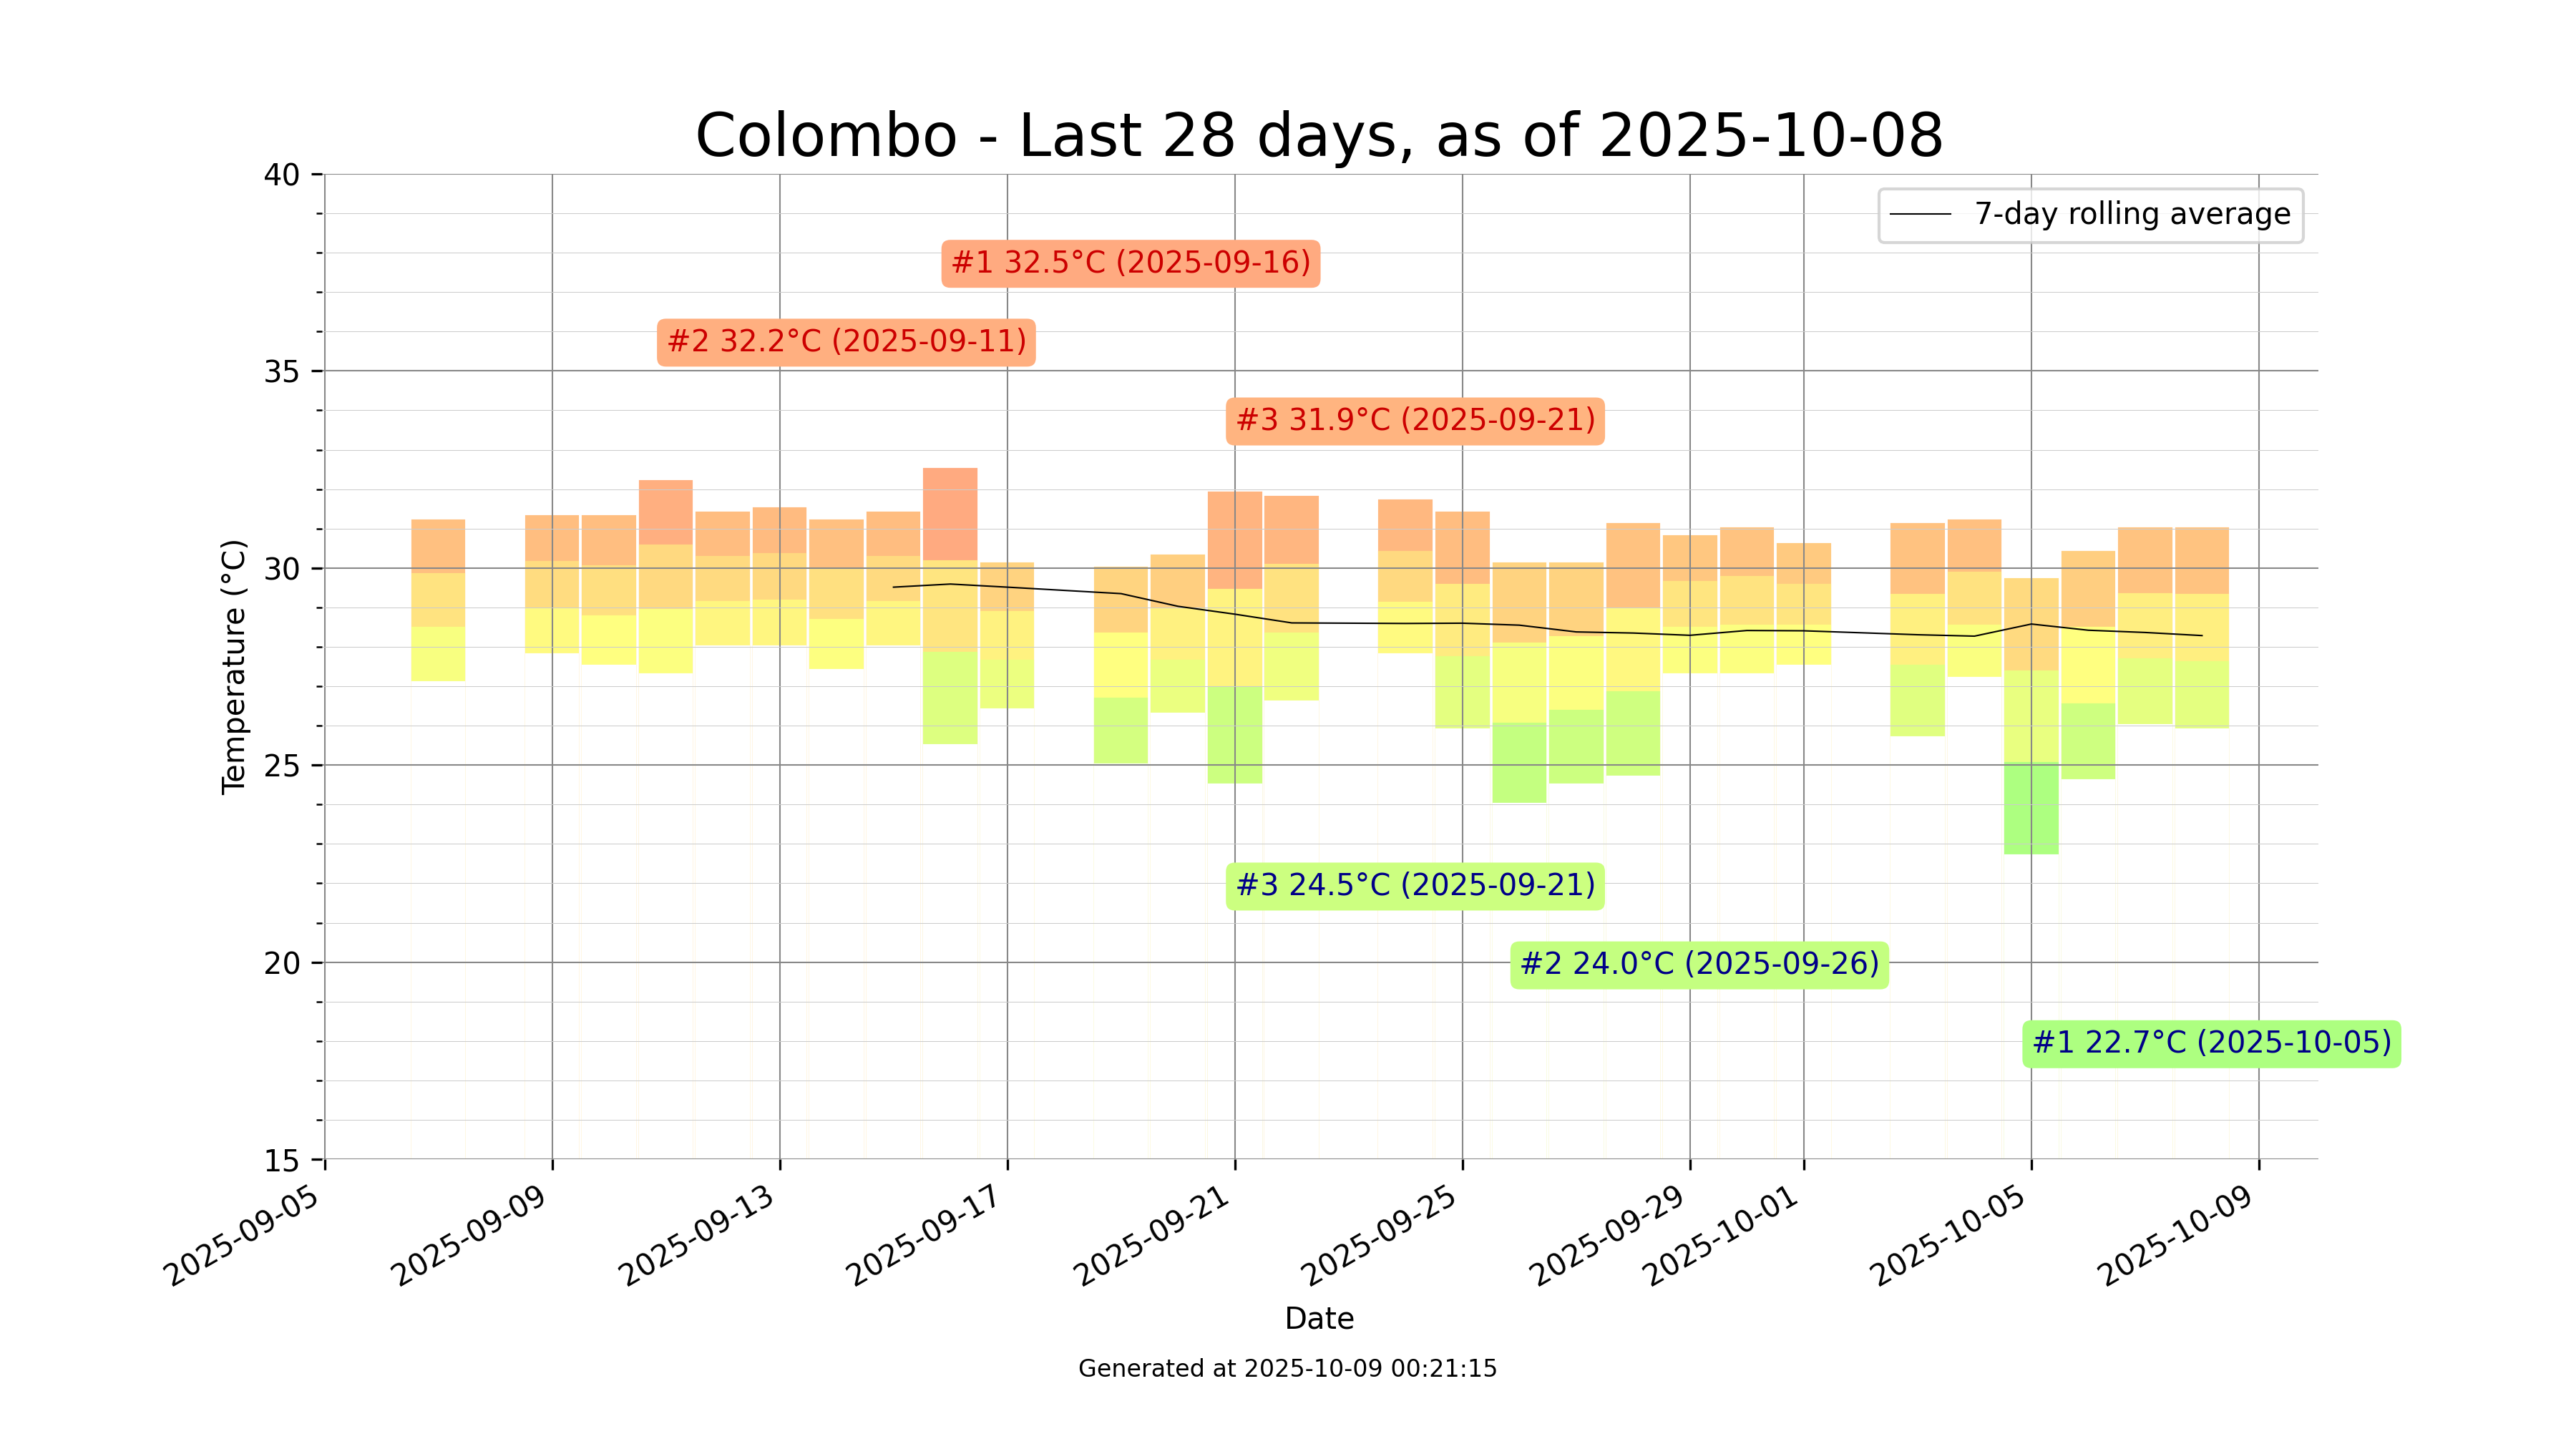 Colombo - Last 28 days, as of 2025-10-08
7-day rolling average
#1 32.5°C (2025-09-16)
#2 32.2°C (2025-09-11)
#3 31.9°C (2025-09-21)
#3 24.5°C (2025-09-21)
#2 24.0°C (2025-09-26)
#1 22.7°C (2025-10-05)
Temperature (°C)
40
35
30
25
20
15
2025-09-05
2025-09-09
2025-09-13
2025-09-17
2025-09-21
2025-09-25
2025-09-29
2025-10-01
2025-10-05
2025-10-09
Date
Generated at 2025-10-09 00:21:15